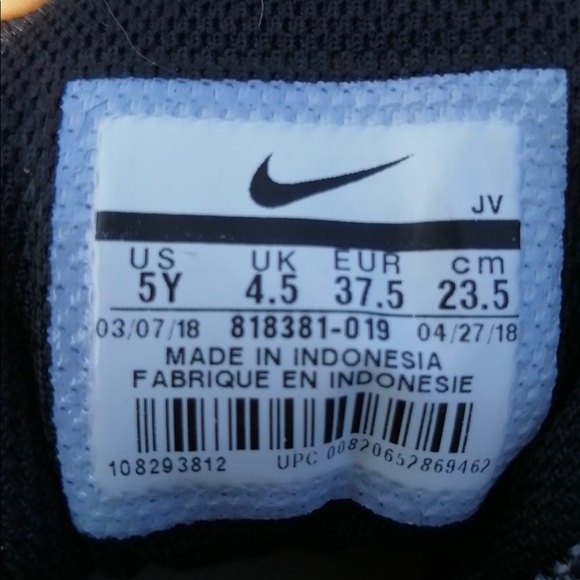 JV
US UK EUR cm
5Y 4.5 37.5 23.5
03/07/18 818381-019 04/27/18
MADE IN INDONESIA
FABRIQUE EN INDONESIE
108293812 UPC 00820652869462